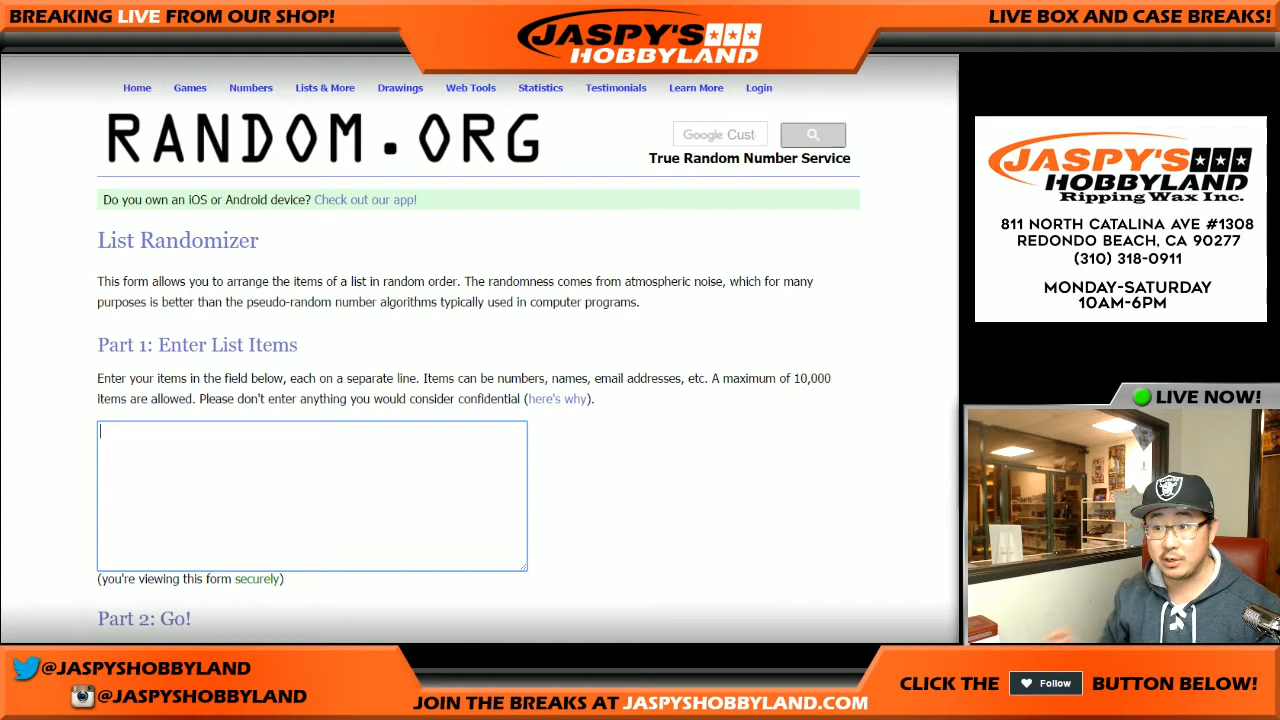 BREAKING LIVE FROM OUR SHOP!
JASPY'S
HOBBYLAND
LIVE BOX AND CASE BREAKS!
Home Games Numbers Lists & More Drawings Web Tools Statistics Testimonials Learn More Login
RANDOM.ORG
Google Cust
True Random Number Service
Do you own an iOS or Android device? Check out our app!
List Randomizer
This form allows you to arrange the items of a list in random order. The randomness comes from atmospheric noise, which for many
purposes is better than the pseudo-random number algorithms typically used in computer programs.
Part 1: Enter List Items
Enter your items in the field below, each on a separate line. Items can be numbers, names, email addresses, etc. A maximum of 10,000
items are allowed. Please don't enter anything you would consider confidential (here's why).
(you're viewing this form securely)
Part 2: Go!
JASPY'S
HOBBYLAND
Ripping Wax Inc.
811 NORTH CATALINA AVE #1308
REDONDO BEACH, CA 90277
(310) 318-0911
MONDAY-SATURDAY
10AM-6PM
LIVE NOW!
@JASPYSHOBBYLAND
@JASPYSHOBBYLAND
JOIN THE BREAKS AT JASPYSHOBBYLAND.COM
CLICK THE Follow BUTTON BELOW!